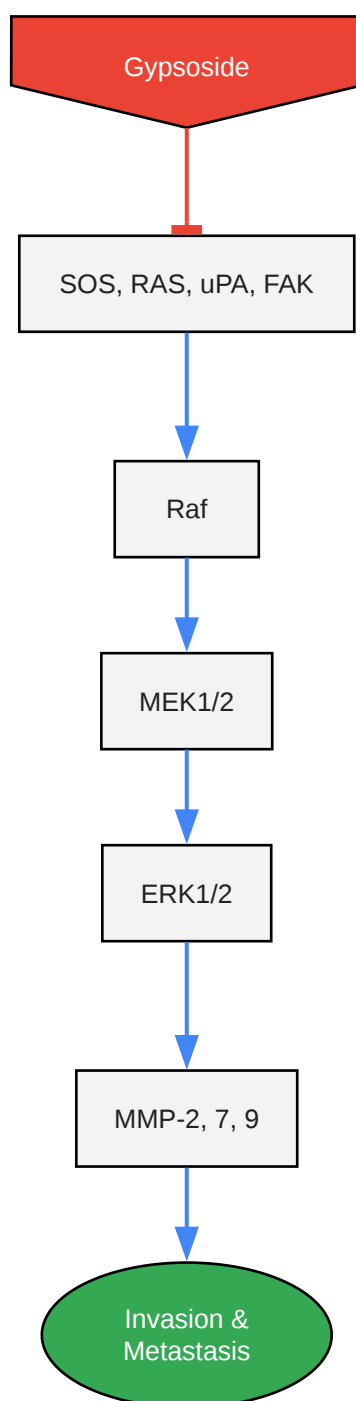 Gypsoside
SOS, RAS, uPA, FAK
Raf
MEK1/2
ERK1/2
MMP-2, 7, 9
Invasion &
Metastasis